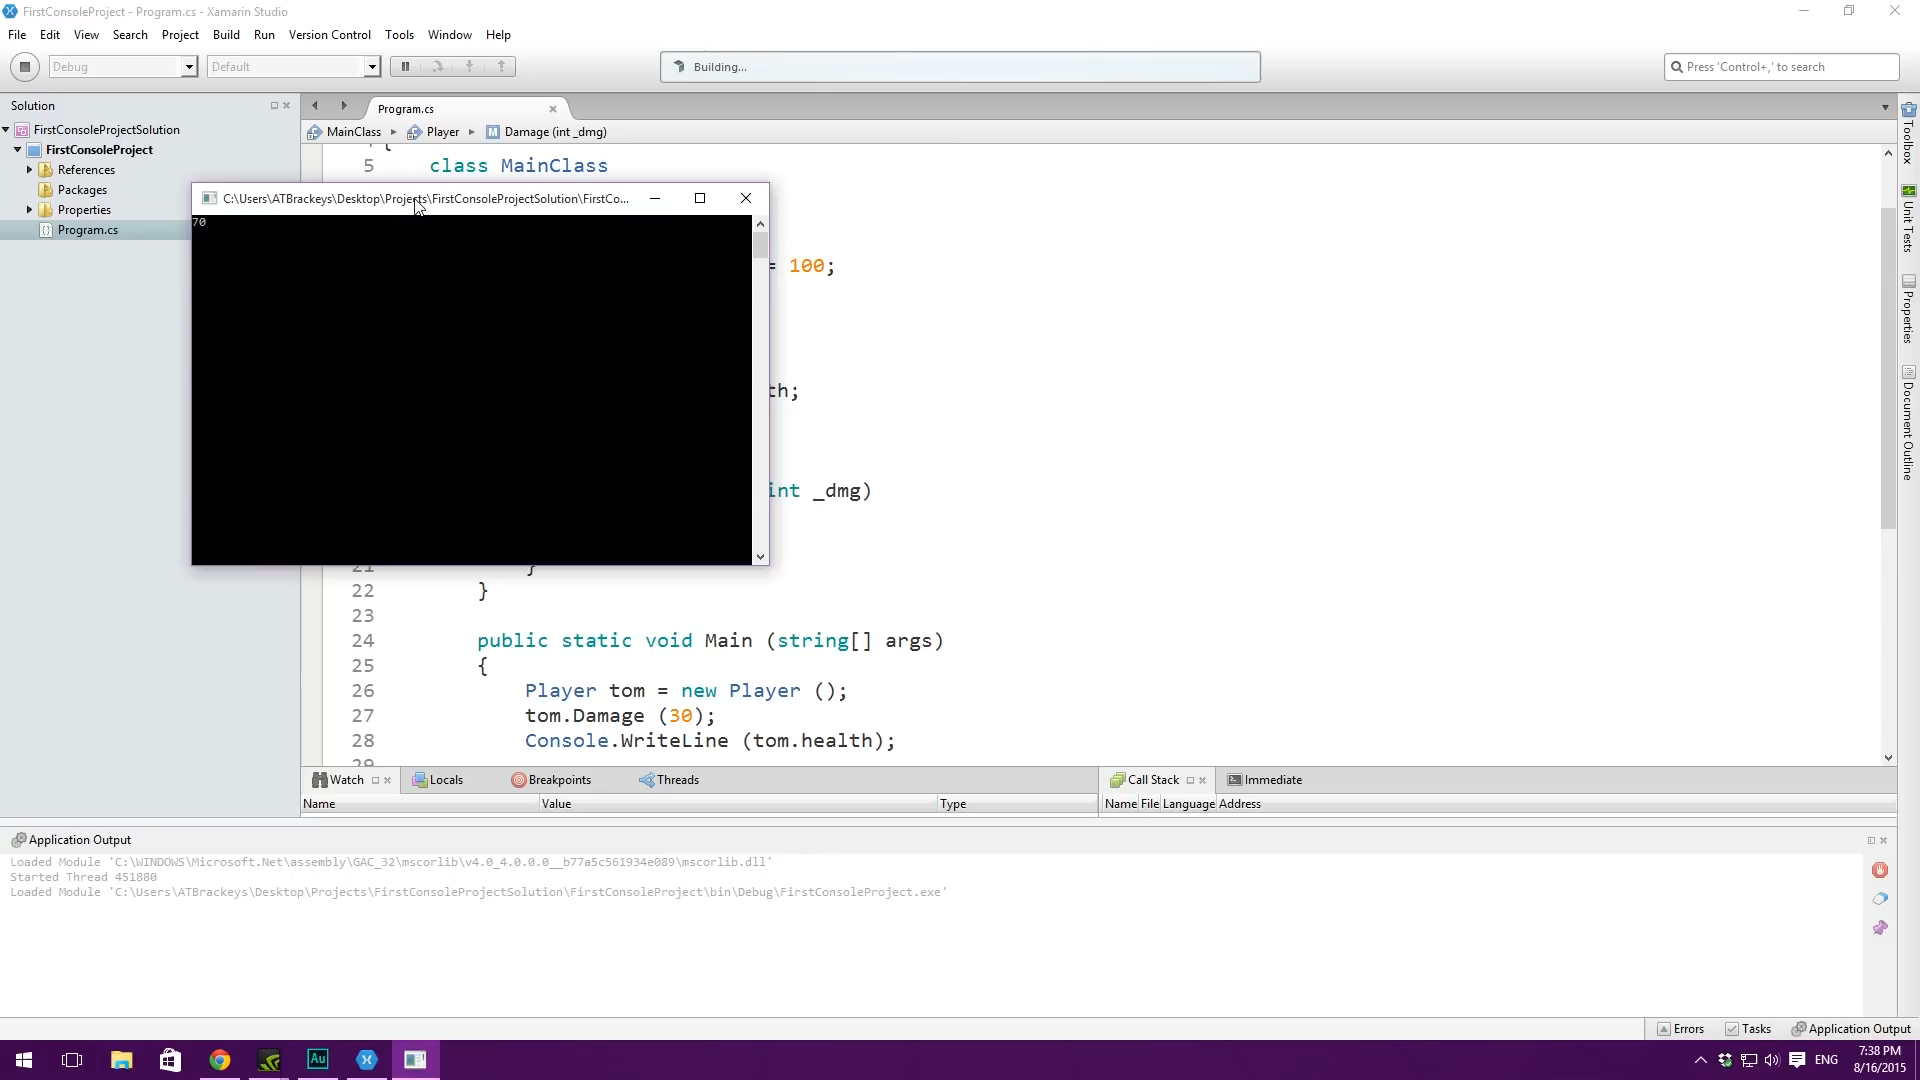 FirstConsoleProject - Program.cs - Xamarin Studio
File Edit View Search Project Build Run Version Control Tools Window Help
Debug Default Building... Press 'Control+,' to search
Solution
FirstConsoleProjectSolution
FirstConsoleProject
References
Packages
Properties
Program.cs
Program.cs
MainClass Player Damage (int _dmg)
5 class MainClass
C:\Users\ATBrackeys\Desktop\Projects\FirstConsoleProjectSolution\FirstCo...
70
= 100;
th;
int _dmg)
21 }
22 }
23
24 public static void Main (string[] args)
25 {
26 Player tom = new Player ();
27 tom.Damage (30);
28 Console.WriteLine (tom.health);
29
Toolbox
Unit Tests
Properties
Document Outline
Watch Locals Breakpoints Threads
Name Value Type
Call Stack Immediate
Name File Language Address
Application Output
Loaded Module 'C:\WINDOWS\Microsoft.Net\assembly\GAC_32\mscorlib\v4.0_4.0.0.0__b77a5c561934e089\mscorlib.dll'
Started Thread 451880
Loaded Module 'C:\Users\ATBrackeys\Desktop\Projects\FirstConsoleProjectSolution\FirstConsoleProject\bin\Debug\FirstConsoleProject.exe'
Errors Tasks Application Output
Au
ENG
7:38 PM
8/16/2015